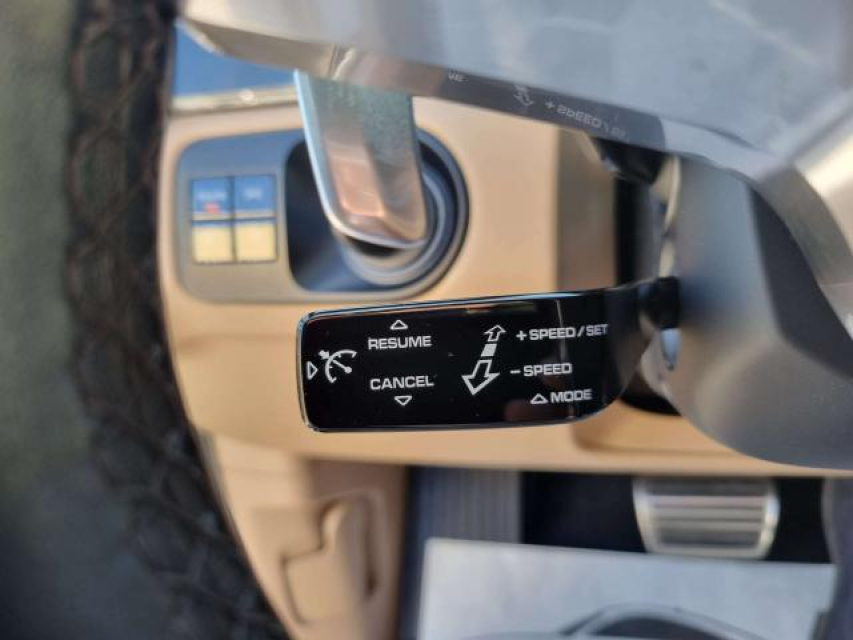 RESUME
CANCEL
+ SPEED/SET
- SPEED
MODE